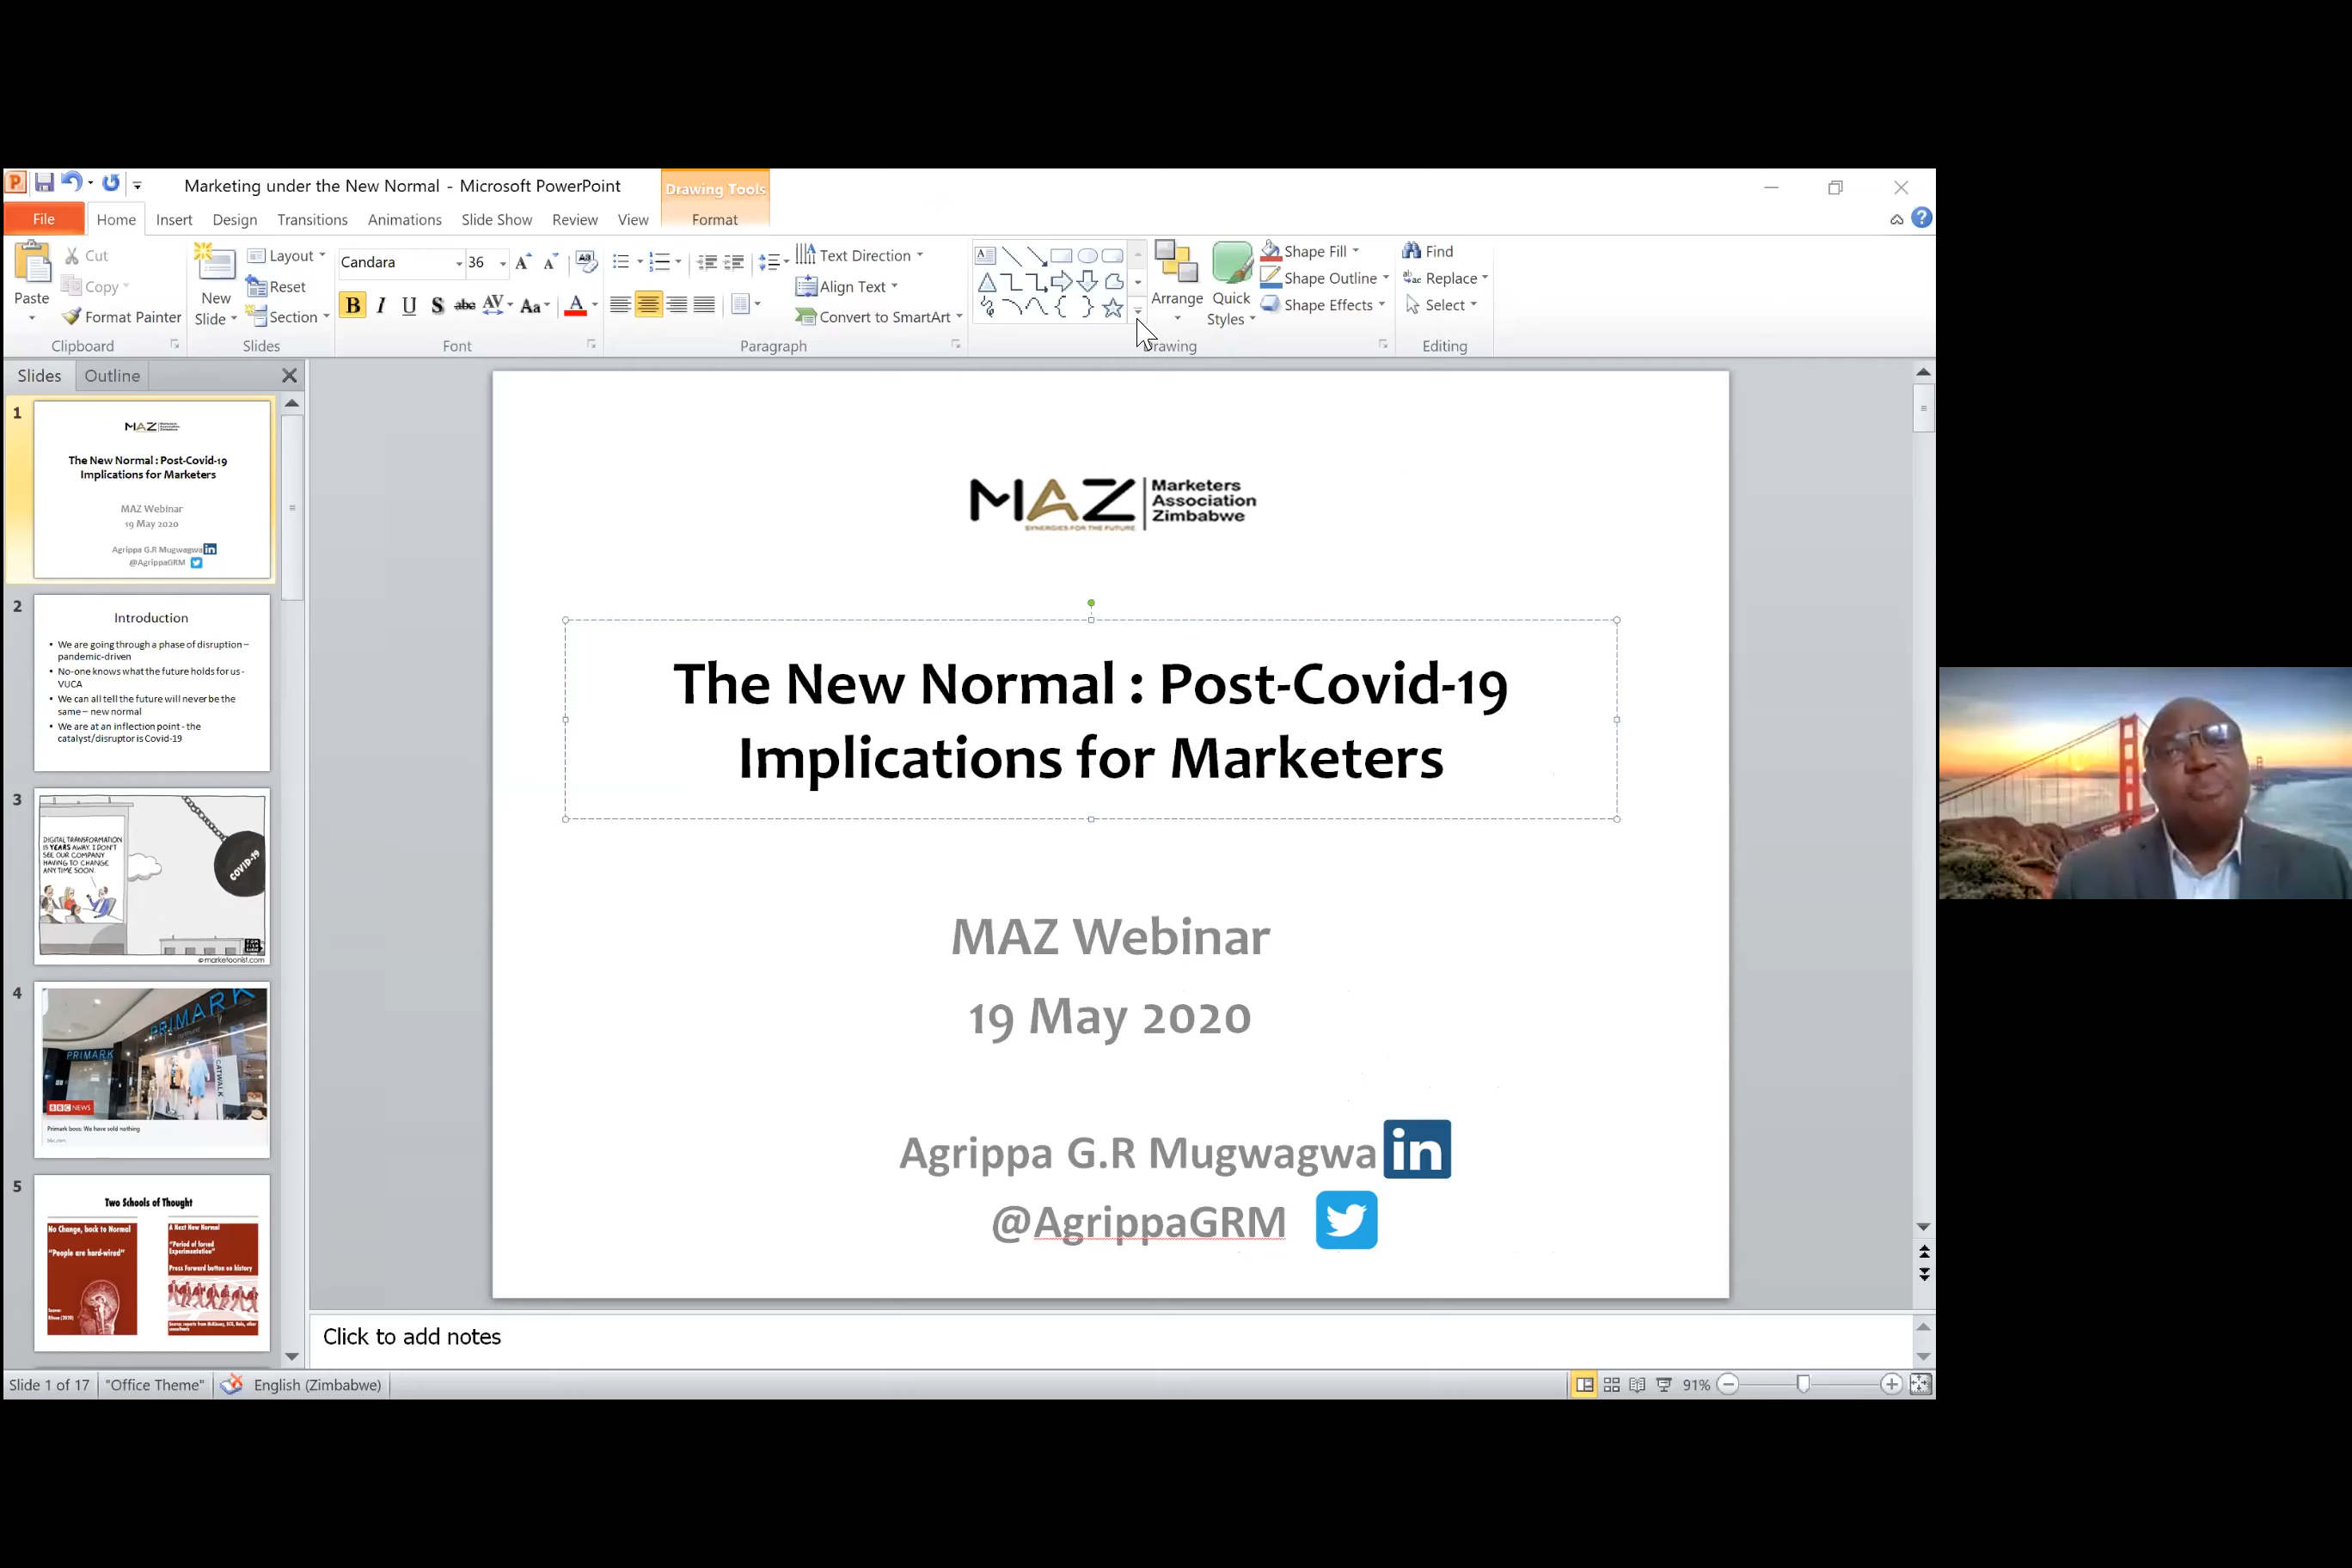 Marketing under the New Normal - Microsoft PowerPoint
Drawing Tools
File Home Insert Design Transitions Animations Slide Show Review View Format
Paste
Cut
Copy
Format Painter
Clipboard
New Slide
Layout
Reset
Section
Slides
Candara 36
Font
Text Direction
Align Text
Convert to SmartArt
Paragraph
Arrange
Quick Styles
Shape Fill
Shape Outline
Shape Effects
Drawing
Find
Replace
Select
Editing
Slides Outline
1
MAZ
The New Normal : Post-Covid-19
Implications for Marketers
MAZ Webinar
19 May 2020
Agrippa G.R Mugwagwa in
@AgrippaGRM
2
Introduction
• We are going through a phase of disruption –
pandemic-driven
• No-one knows what the future holds for us -
VUCA
• We can all tell the future will never be the
same – new normal
• We are at an inflection point - the
catalyst/disruptor is Covid-19
3
DIGITAL TRANSFORMATION
IS YEARS AWAY. I DON'T
SEE OUR COMPANY
HAVING TO CHANGE
ANY TIME SOON.
COVID-19
© marketoonist.com
4
PRIMARK
PRIMARK
CATWALK
BBC NEWS
Primark boss: We have sold nothing
5
Two Schools of Thought
No Change, back to Normal
"People are hard-wired"
A Next New Normal
"Period of forced
Experimentation"
Press Forward button on history
MAZ
Marketers
Association
Zimbabwe
SYNERGIES FOR THE FUTURE
The New Normal : Post-Covid-19
Implications for Marketers
MAZ Webinar
19 May 2020
Agrippa G.R Mugwagwa in
@AgrippaGRM
Click to add notes
Slide 1 of 17 "Office Theme" English (Zimbabwe) 91%